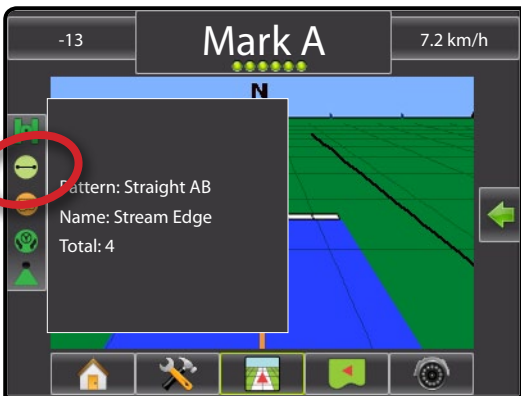 -13
Mark A
7.2 km/h
N
Pattern: Straight AB
Name: Stream Edge
Total: 4